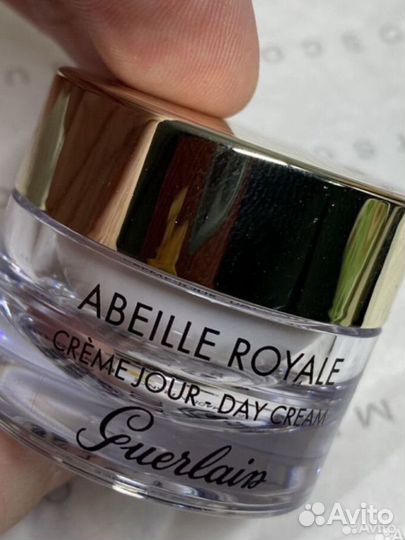 ABEILLE ROYALE
CRÈME JOUR - DAY CREAM
Guerlain
Avito